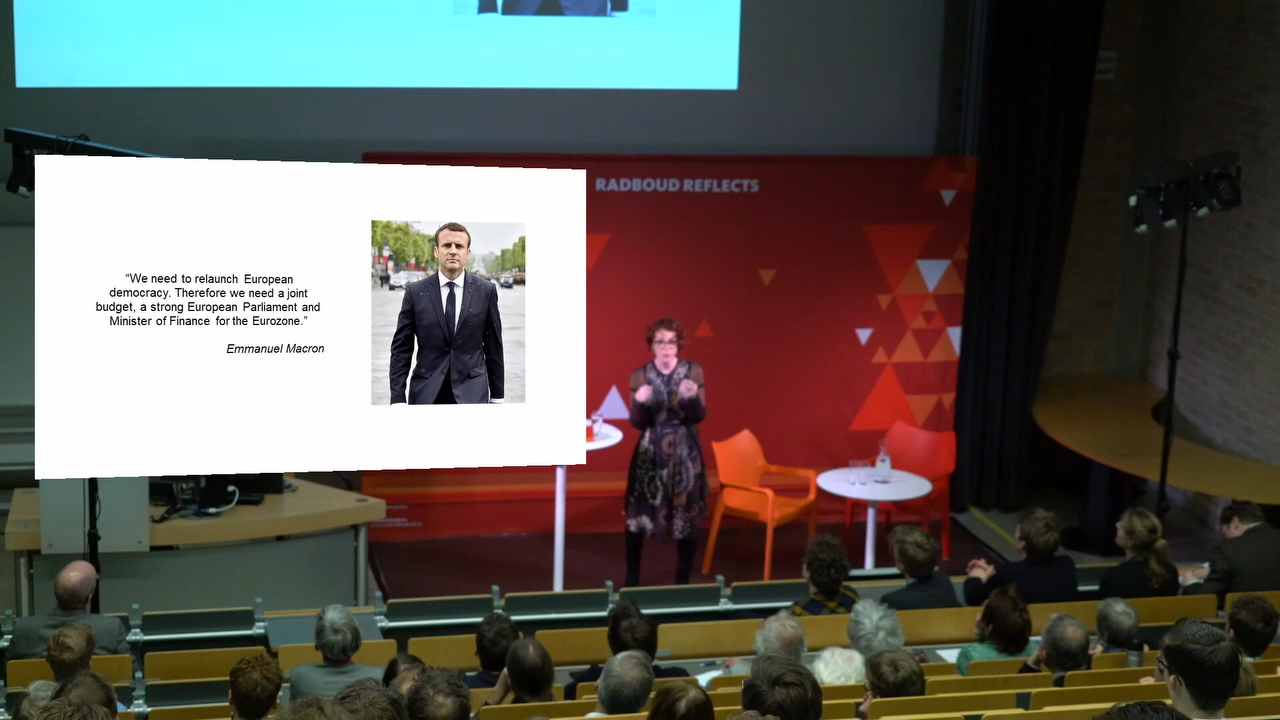 RADBOUD REFLECTS
“We need to relaunch European
democracy. Therefore we need a joint
budget, a strong European Parliament and
Minister of Finance for the Eurozone.”
Emmanuel Macron